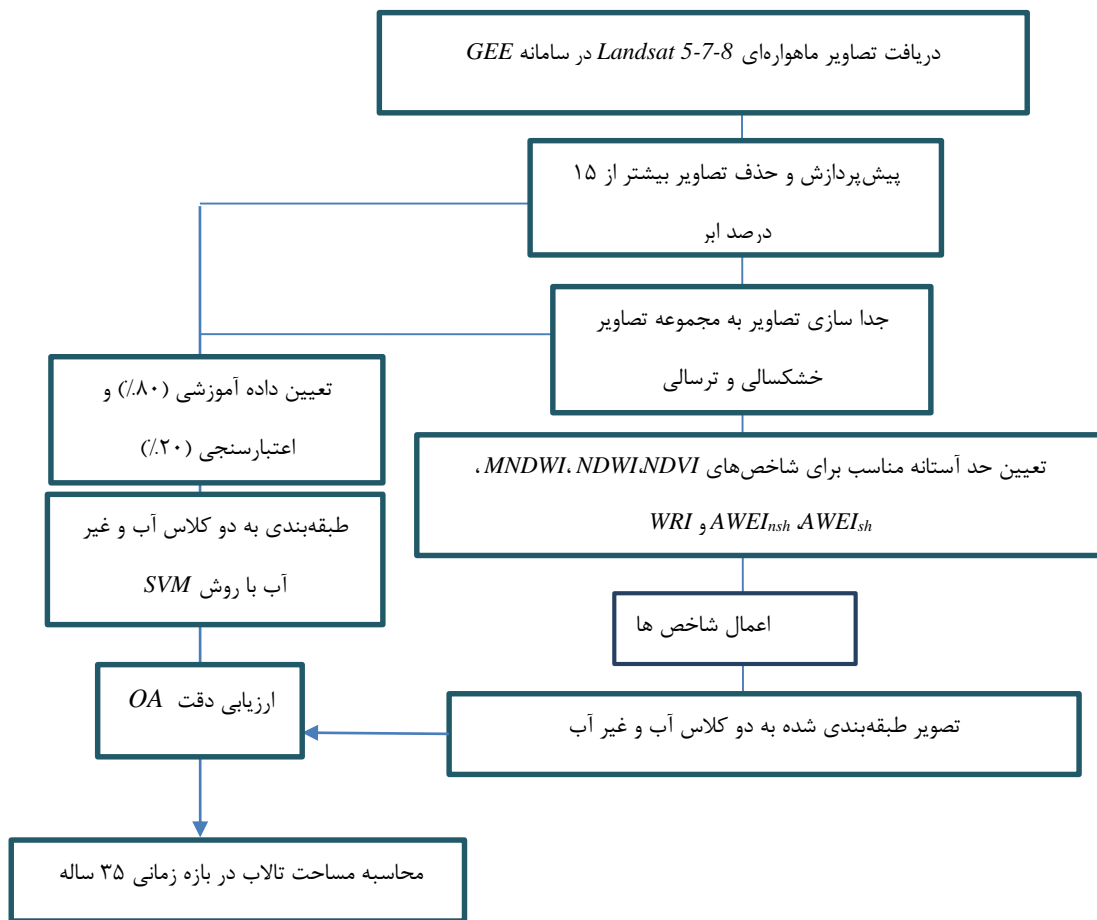 دریافت تصاویر ماهواره‌ای Landsat 5-7-8 در سامانه GEE
پیش‌پردازش و حذف تصاویر بیشتر از ۱۵
درصد ابر
جدا سازی تصاویر به مجموعه تصاویر
خشکسالی و ترسالی
تعیین داده آموزشی (۸۰٪) و
اعتبارسنجی (۲۰٪)
تعیین حد آستانه مناسب برای شاخص‌های MNDWI، NDWI،NDVI ،
AWEInsh ،AWEIsh و WRI
طبقه‌بندی به دو کلاس آب و غیر
آب با روش SVM
اعمال شاخص ها
ارزیابی دقت OA
تصویر طبقه‌بندی شده به دو کلاس آب و غیر آب
محاسبه مساحت تالاب در بازه زمانی ۳۵ ساله